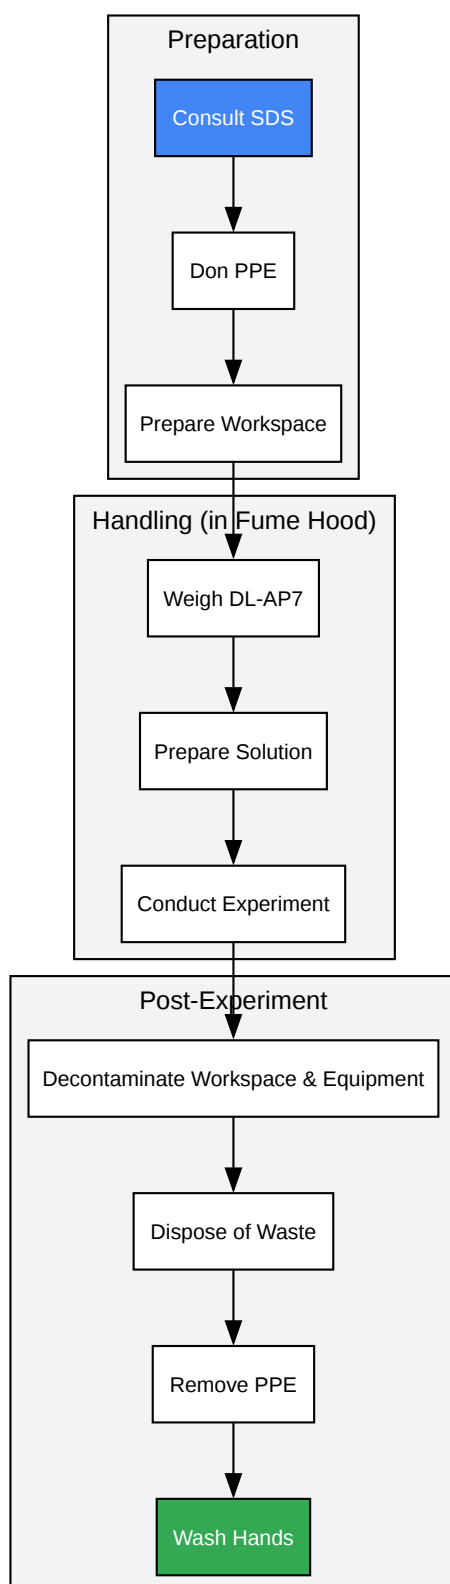 Preparation
Consult SDS
Don PPE
Prepare Workspace
Handling (in Fume Hood)
Weigh DL-AP7
Prepare Solution
Conduct Experiment
Post-Experiment
Decontaminate Workspace & Equipment
Dispose of Waste
Remove PPE
Wash Hands